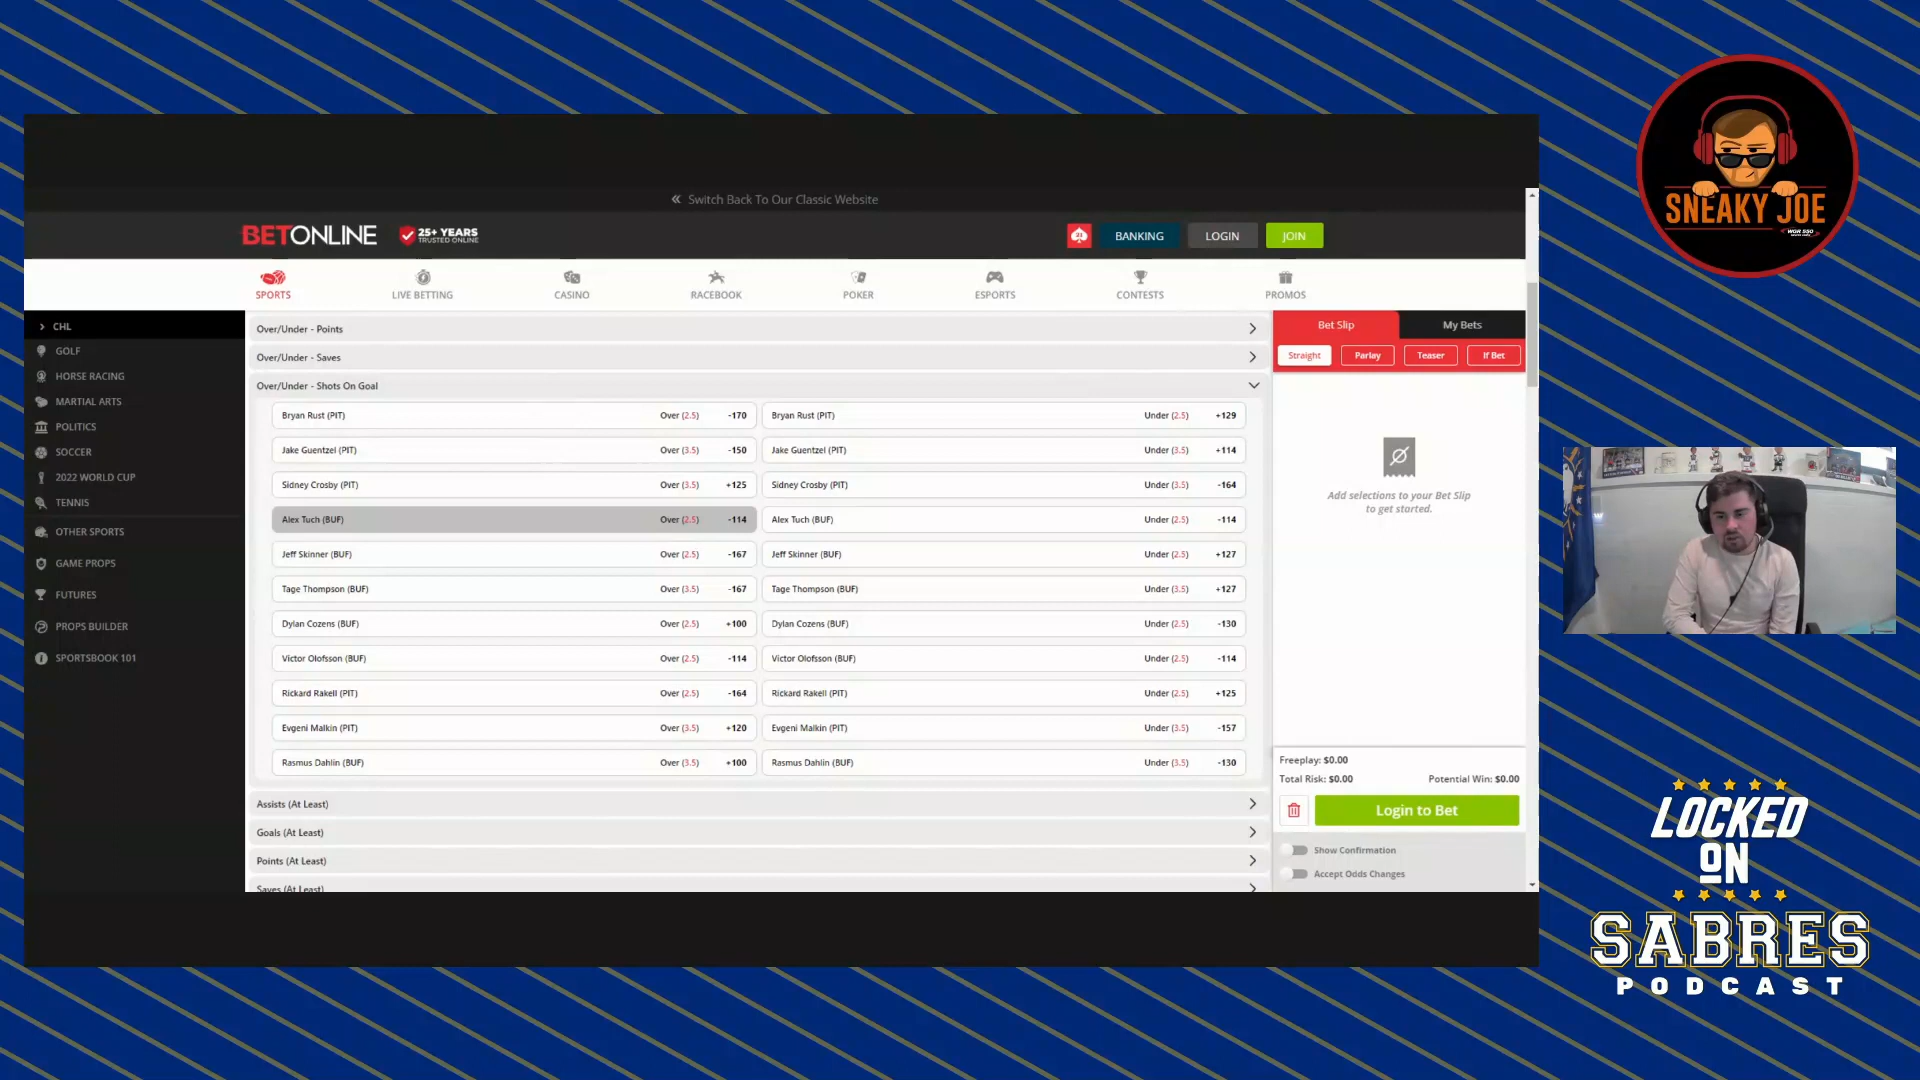 Switch Back To Our Classic Website
BETONLINE
25+ YEARS
TRUSTED ONLINE
21
BANKING
LOGIN
JOIN
SPORTS
LIVE BETTING
CASINO
RACEBOOK
POKER
ESPORTS
CONTESTS
PROMOS
CHL
GOLF
HORSE RACING
MARTIAL ARTS
POLITICS
SOCCER
2022 WORLD CUP
TENNIS
OTHER SPORTS
GAME PROPS
FUTURES
PROPS BUILDER
SPORTSBOOK 101
Over/Under - Points
Over/Under - Saves
Over/Under - Shots On Goal
Bryan Rust (PIT) Over (2.5) -170 Bryan Rust (PIT) Under (2.5) +129
Jake Guentzel (PIT) Over (3.5) -150 Jake Guentzel (PIT) Under (3.5) +114
Sidney Crosby (PIT) Over (3.5) +125 Sidney Crosby (PIT) Under (3.5) -164
Alex Tuch (BUF) Over (2.5) -114 Alex Tuch (BUF) Under (2.5) -114
Jeff Skinner (BUF) Over (2.5) -167 Jeff Skinner (BUF) Under (2.5) +127
Tage Thompson (BUF) Over (3.5) -167 Tage Thompson (BUF) Under (3.5) +127
Dylan Cozens (BUF) Over (2.5) +100 Dylan Cozens (BUF) Under (2.5) -130
Victor Olofsson (BUF) Over (2.5) -114 Victor Olofsson (BUF) Under (2.5) -114
Rickard Rakell (PIT) Over (2.5) -164 Rickard Rakell (PIT) Under (2.5) +125
Evgeni Malkin (PIT) Over (3.5) +120 Evgeni Malkin (PIT) Under (3.5) -157
Rasmus Dahlin (BUF) Over (3.5) +100 Rasmus Dahlin (BUF) Under (3.5) -130
Assists (At Least)
Goals (At Least)
Points (At Least)
Saves (At Least)
Bet Slip
My Bets
Straight
Parlay
Teaser
If Bet
Add selections to your Bet Slip
to get started.
Freeplay: $0.00
Total Risk: $0.00 Potential Win: $0.00
Login to Bet
Show Confirmation
Accept Odds Changes
SNEAKY JOE
WGR 550
LOCKED
ON
SABRES
PODCAST